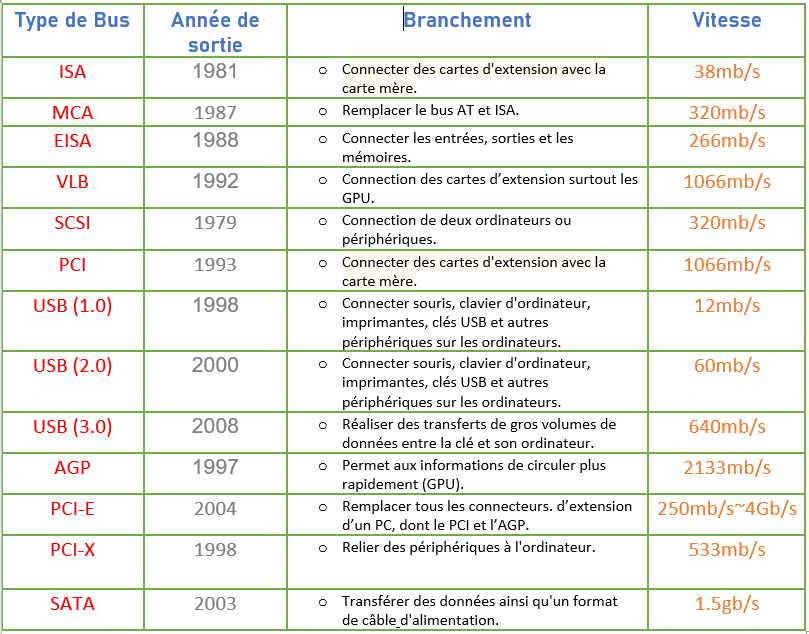 Type de Bus Année de Branchement Vitesse
sortie
ISA 1981 o Connecter des cartes d'extension avec la 38mb/s
carte mère.
MCA 1987 o Remplacer le bus AT et ISA. 320mb/s
EISA 1988 o Connecter les entrées, sorties et les 266mb/s
mémoires.
VLB 1992 o Connection des cartes d’extension surtout les 1066mb/s
GPU.
SCSI 1979 o Connection de deux ordinateurs ou 320mb/s
périphériques.
PCI 1993 o Connecter des cartes d'extension avec la 1066mb/s
carte mère.
USB (1.0) 1998 o Connecter souris, clavier d'ordinateur, 12mb/s
imprimantes, clés USB et autres
périphériques sur les ordinateurs.
USB (2.0) 2000 o Connecter souris, clavier d'ordinateur, 60mb/s
imprimantes, clés USB et autres
périphériques sur les ordinateurs.
USB (3.0) 2008 o Réaliser des transferts de gros volumes de 640mb/s
données entre la clé et son ordinateur.
AGP 1997 o Permet aux informations de circuler plus 2133mb/s
rapidement (GPU).
PCI-E 2004 o Remplacer tous les connecteurs. d’extension 250mb/s~4Gb/s
d’un PC, dont le PCI et l’AGP.
PCI-X 1998 o Relier des périphériques à l'ordinateur. 533mb/s
SATA 2003 o Transférer des données ainsi qu'un format 1.5gb/s
de câble d'alimentation.